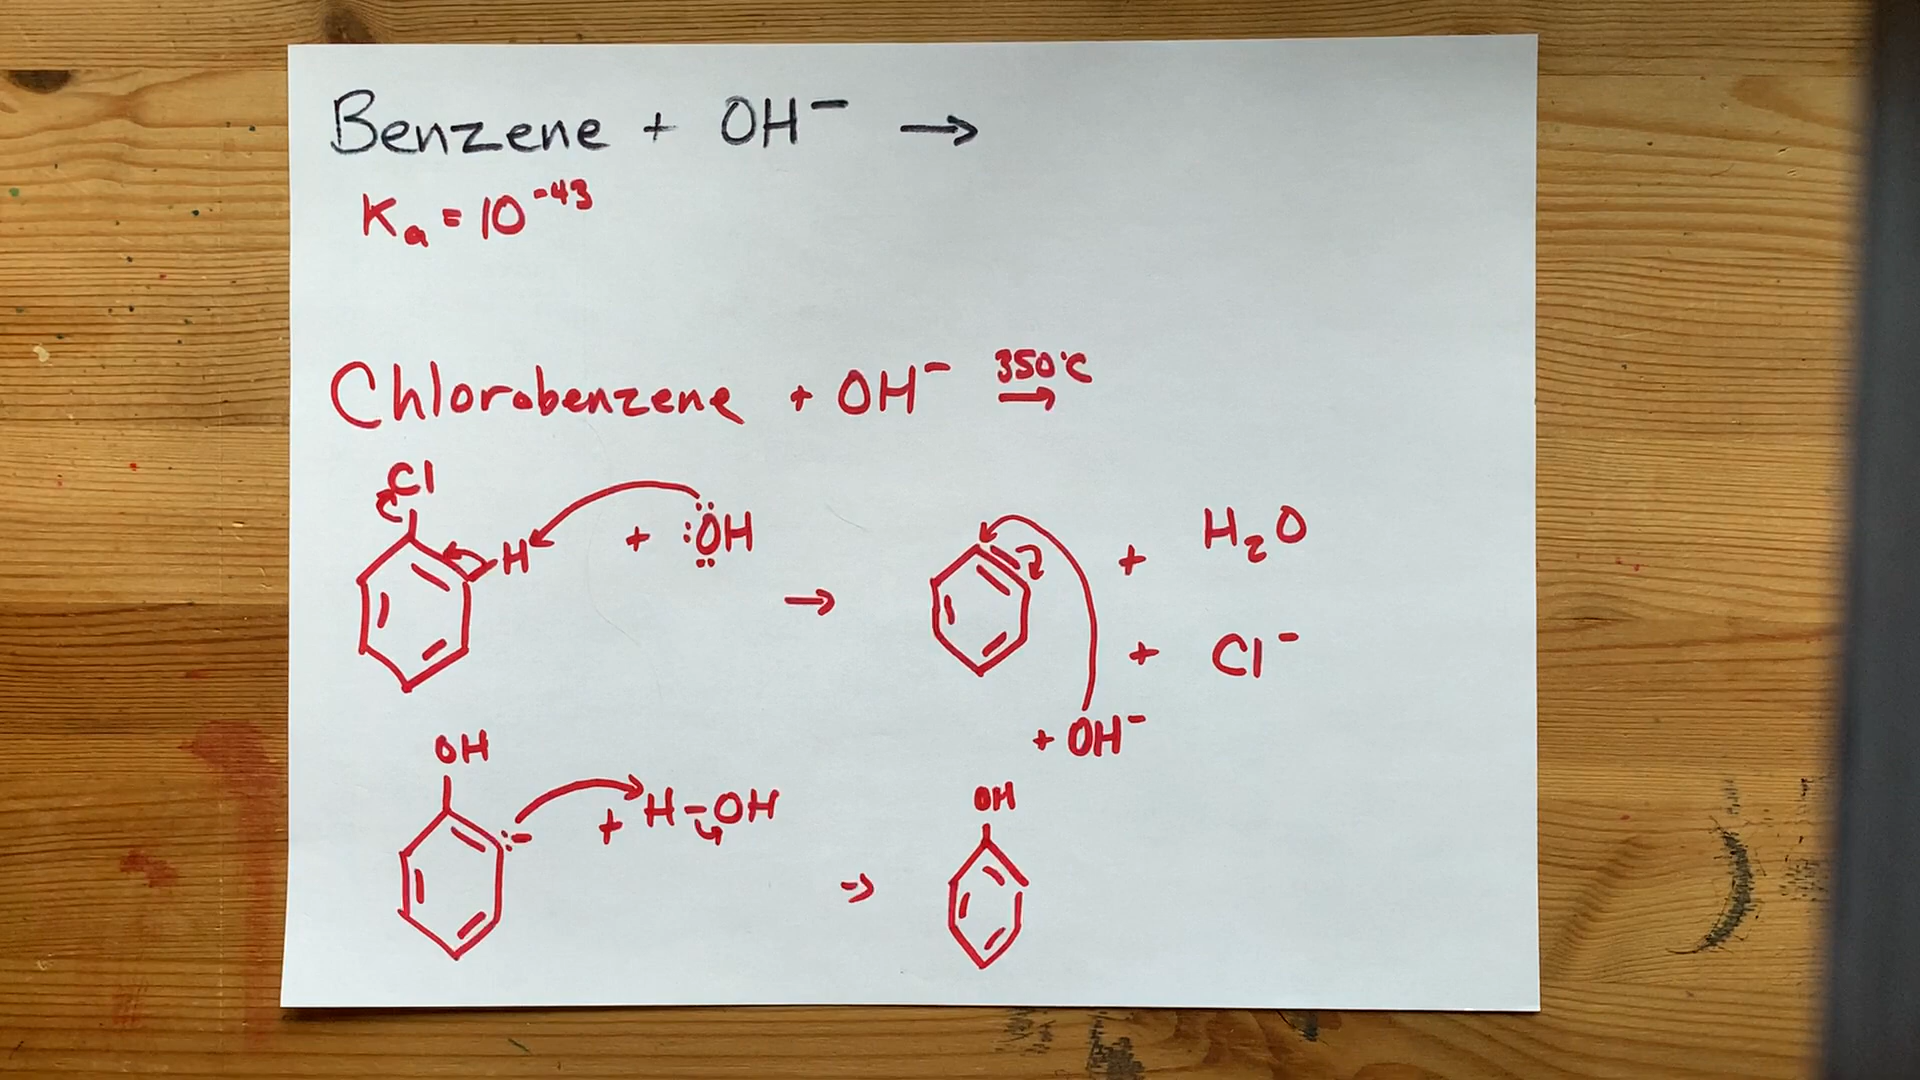 Benzene + OH⁻ →
Ka = 10⁻⁴³
Chlorobenzene + OH⁻ 350°C →
Cl
H + :ÖH → + H₂O
+ Cl⁻
+ OH⁻
OH
:⁻ + H-OH → OH